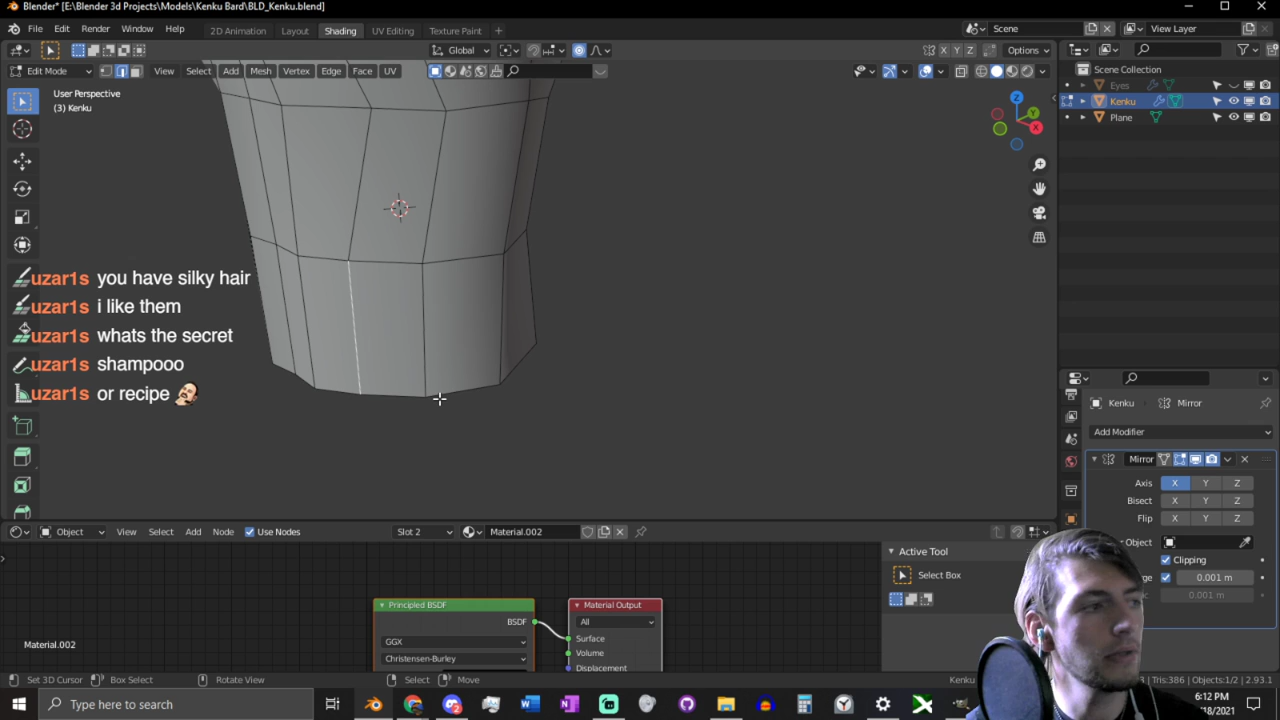 Blender* [E:\Blender 3d Projects\Models\Kenku Bard\BLD_Kenku.blend]
File Edit Render Window Help 2D Animation Layout Shading UV Editing Texture Paint + Scene View Layer
Global Options
X Y Z
Edit Mode View Select Add Mesh Vertex Edge Face UV
User Perspective
(3) Kenku
Scene Collection
Eyes
Kenku
Plane
Z
Y
X
uzar1s you have silky hair
uzar1s i like them
uzar1s whats the secret
uzar1s shampooo
uzar1s or recipe
Kenku Mirror
Add Modifier
Mirror
Axis X Y Z
Bisect X Y Z
Flip X Y Z
Object
Clipping
0.001 m
0.001 m
Object View Select Add Node Use Nodes Slot 2 Material.002
Active Tool
Select Box
Principled BSDF
BSDF
GGX
Christensen-Burley
Material Output
All
Surface
Volume
Displacement
Material.002
Set 3D Cursor Box Select Rotate View Select Move Kenku Tris:386 | Objects:1/2 | 2.93.1
Type here to search
6:12 PM
/18/2021